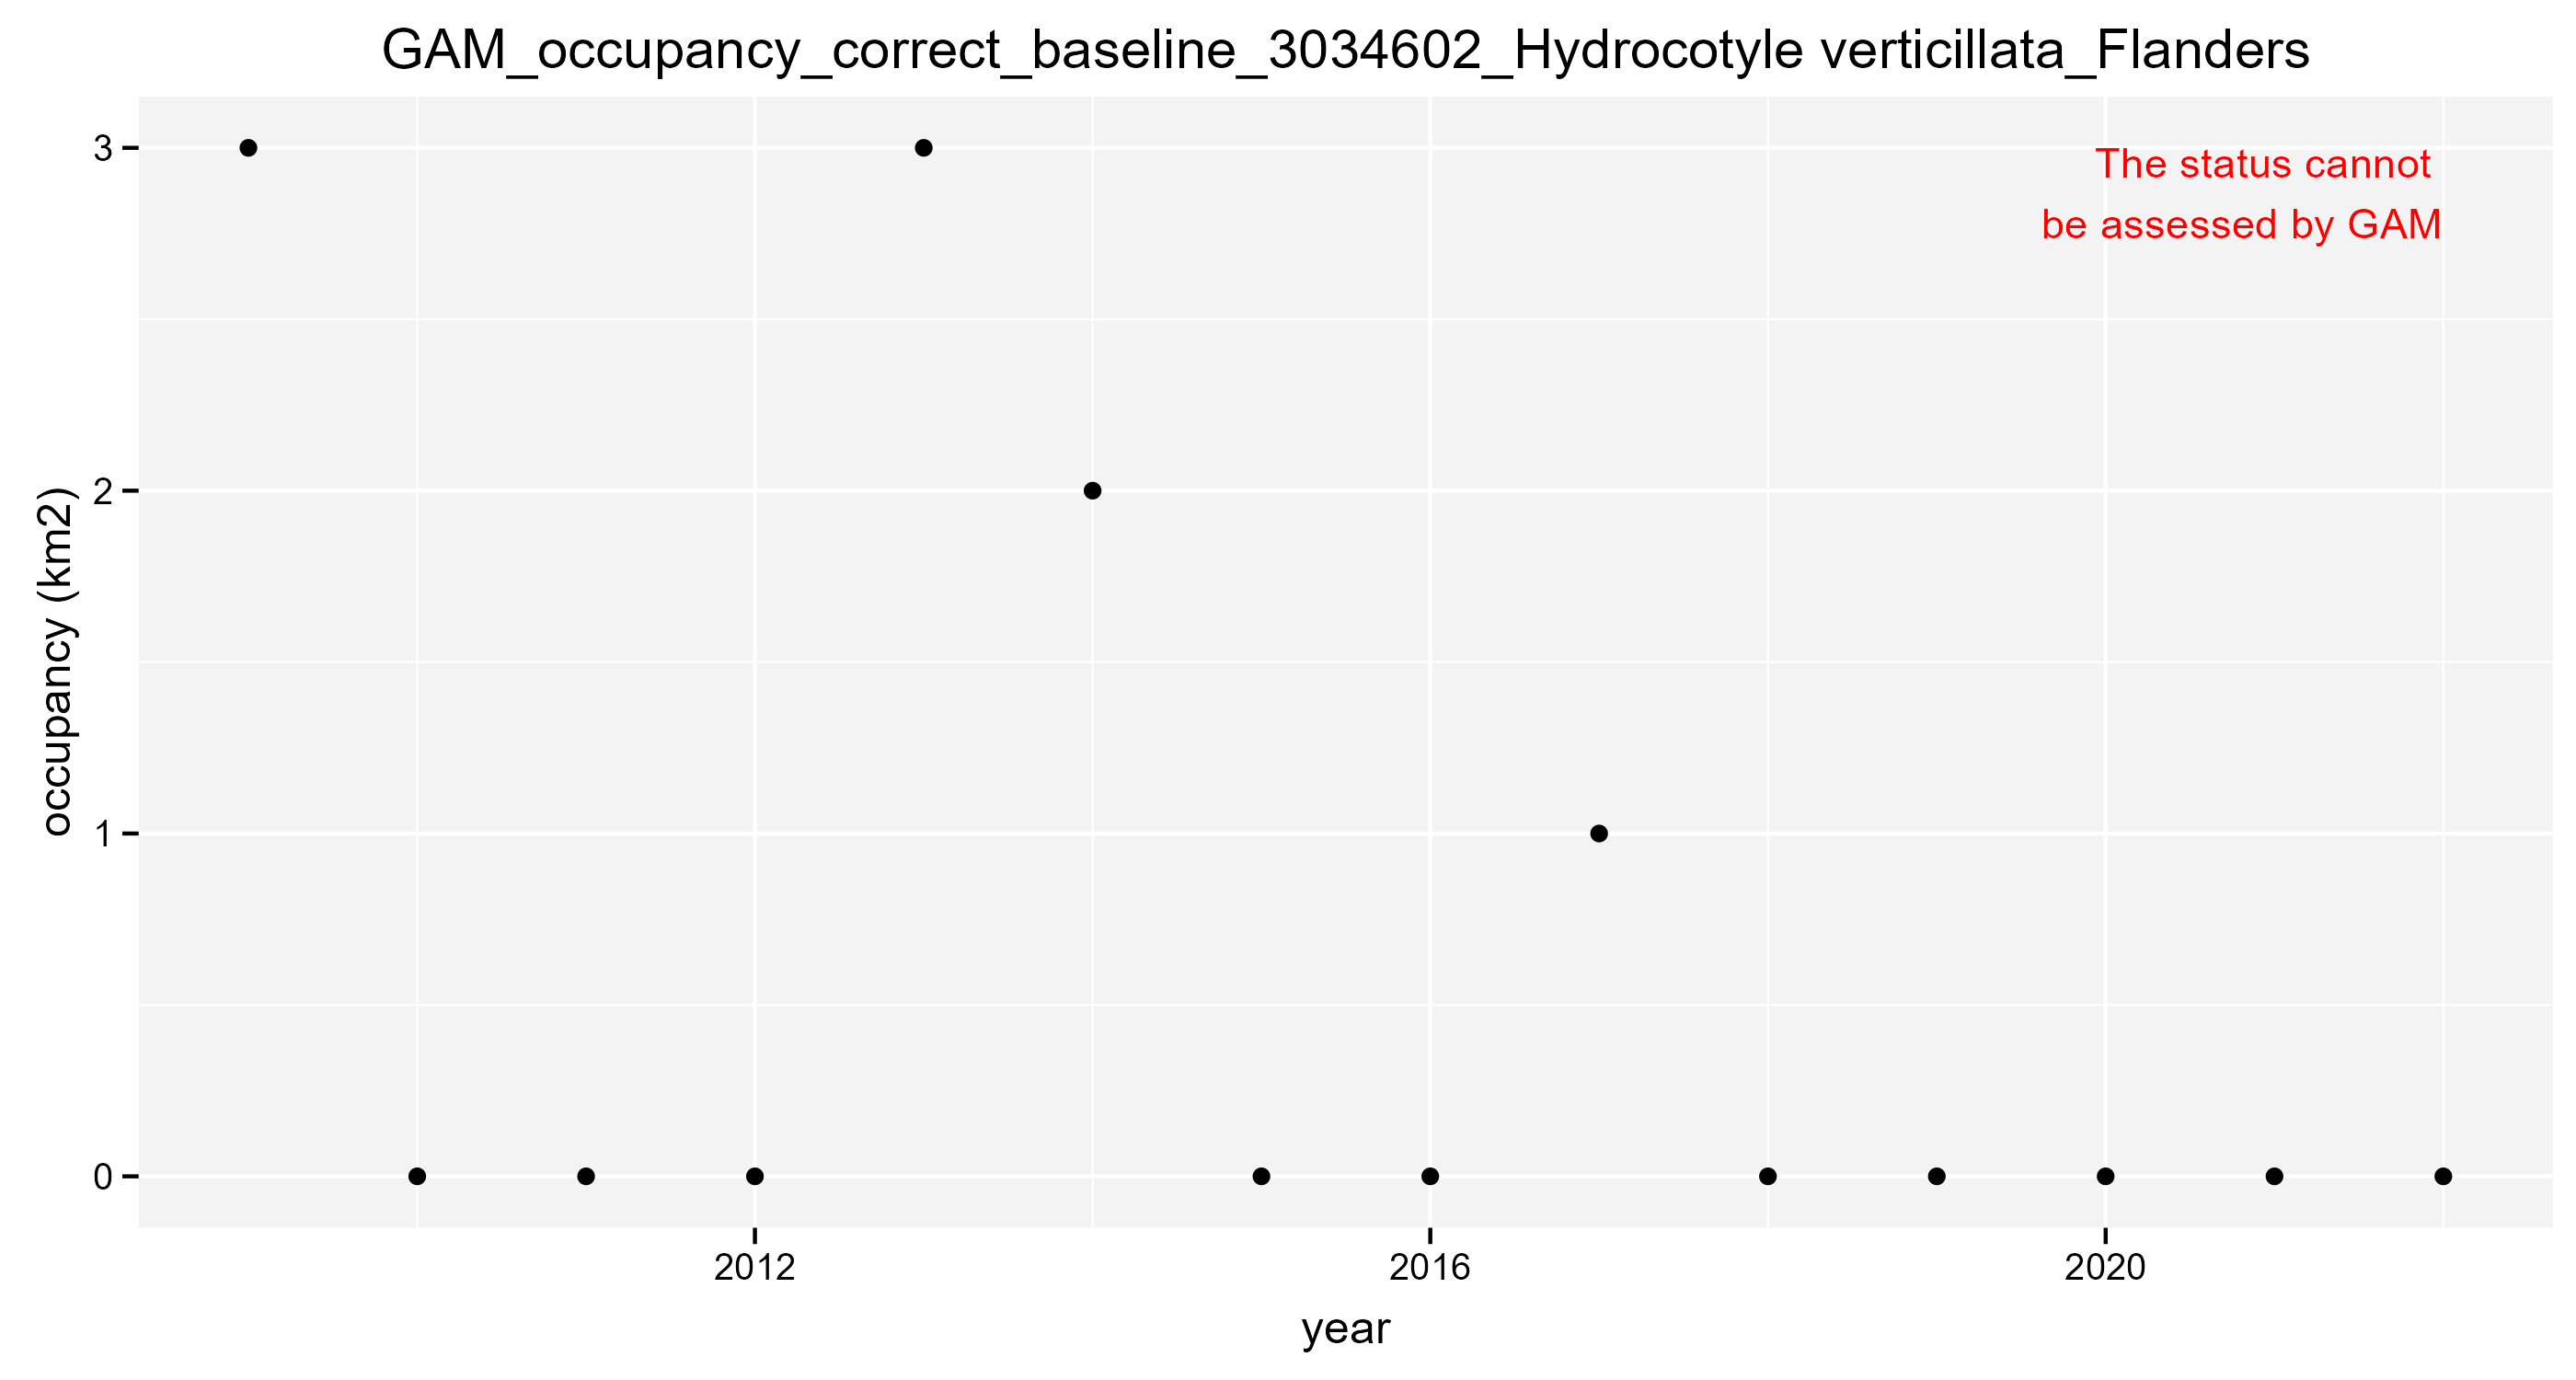 GAM_occupancy_correct_baseline_3034602_Hydrocotyle verticillata_Flanders
The status cannot
be assessed by GAM
occupancy (km2)
3
2
1
0
2012
2016
2020
year